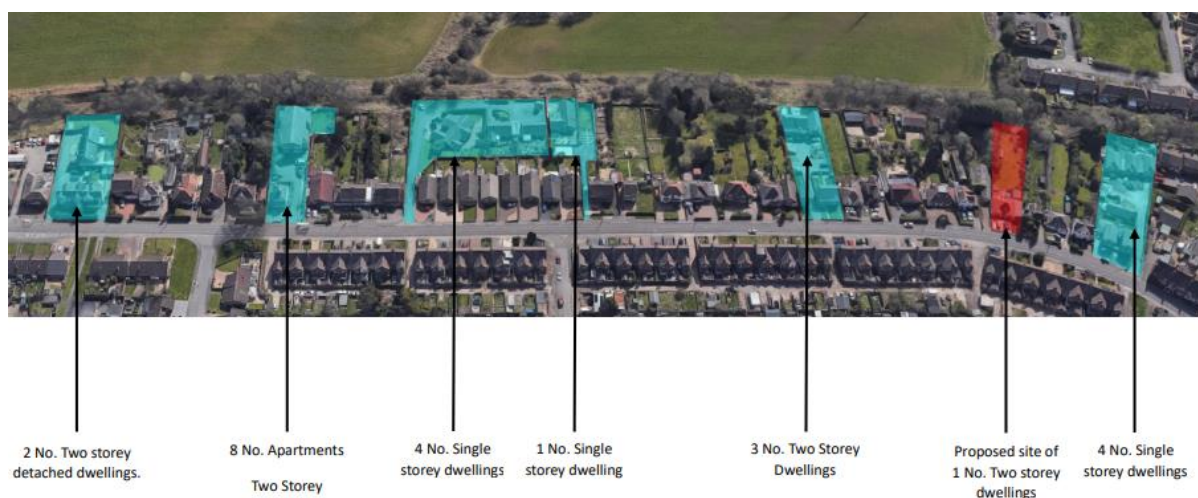 2 No. Two storey
detached dwellings.
8 No. Apartments
Two Storey
4 No. Single
storey dwellings
1 No. Single
storey dwelling
3 No. Two Storey
Dwellings
Proposed site of
1 No. Two storey
dwellings
4 No. Single
storey dwellings